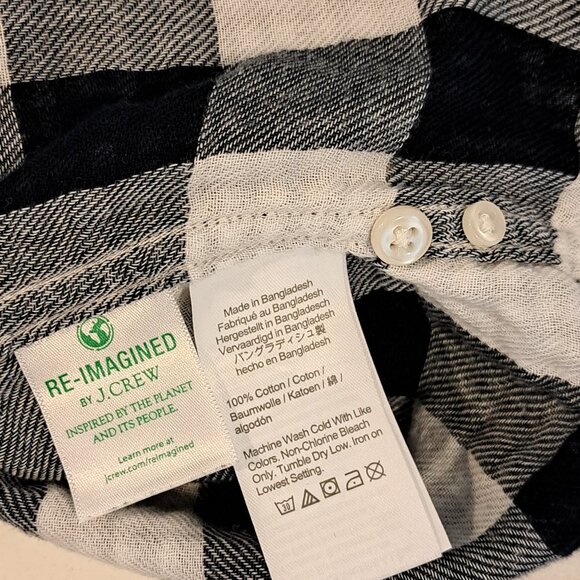 RE-IMAGINED
BY J.CREW
INSPIRED BY THE PLANET
AND ITS PEOPLE.
Learn more at
jcrew.com/reimagined
Made in Bangladesh
Fabriqué au Bangladesh
Hergestellt in Bangladesh
Vervaardigd in Bangladesh
バングラディシュ製
hecho en Bangladesh
100% Cotton / Coton /
Baumwolle / Katoen / 綿 /
algodón
Machine Wash Cold With Like
Colors. Non-Chlorine Bleach
Only. Tumble Dry Low. Iron on
Lowest Setting.
30